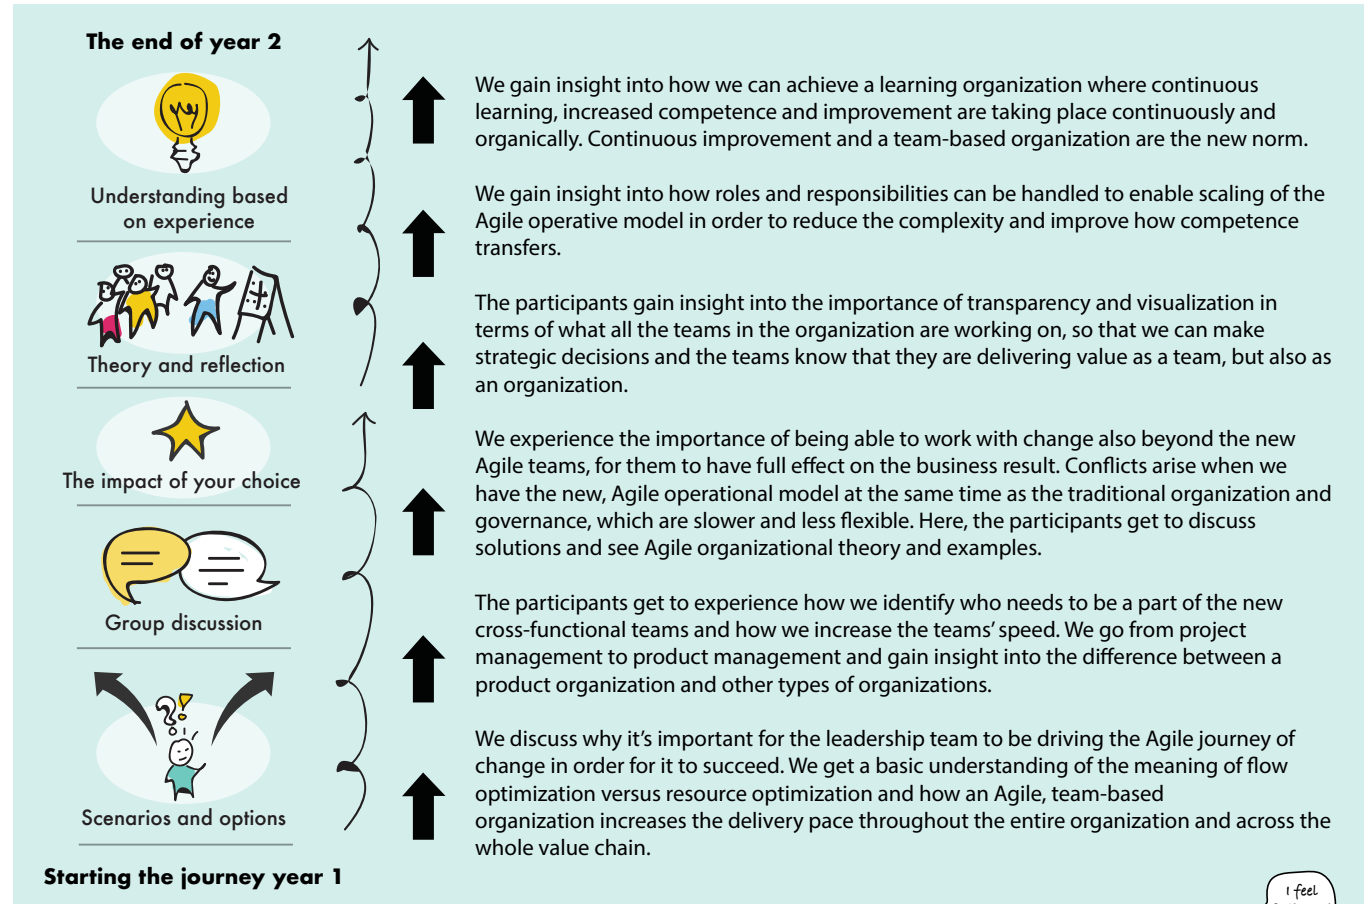 The end of year 2
Understanding based
on experience
Theory and reflection
The impact of your choice
Group discussion
Scenarios and options
Starting the journey year 1
We gain insight into how we can achieve a learning organization where continuous
learning, increased competence and improvement are taking place continuously and
organically. Continuous improvement and a team-based organization are the new norm.
We gain insight into how roles and responsibilities can be handled to enable scaling of the
Agile operative model in order to reduce the complexity and improve how competence
transfers.
The participants gain insight into the importance of transparency and visualization in
terms of what all the teams in the organization are working on, so that we can make
strategic decisions and the teams know that they are delivering value as a team, but also as
an organization.
We experience the importance of being able to work with change also beyond the new
Agile teams, for them to have full effect on the business result. Conflicts arise when we
have the new, Agile operational model at the same time as the traditional organization and
governance, which are slower and less flexible. Here, the participants get to discuss
solutions and see Agile organizational theory and examples.
The participants get to experience how we identify who needs to be a part of the new
cross-functional teams and how we increase the teams’ speed. We go from project
management to product management and gain insight into the difference between a
product organization and other types of organizations.
We discuss why it’s important for the leadership team to be driving the Agile journey of
change in order for it to succeed. We get a basic understanding of the meaning of flow
optimization versus resource optimization and how an Agile, team-based
organization increases the delivery pace throughout the entire organization and across the
whole value chain.
I feel